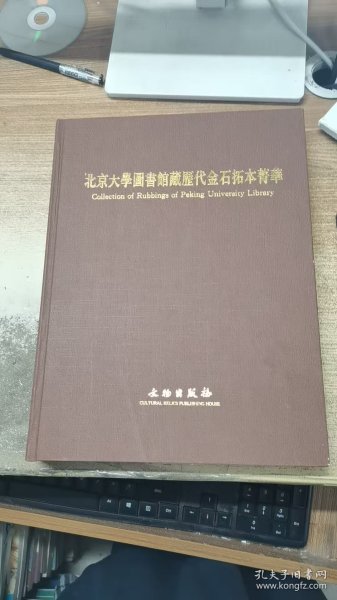 北京大學圖書館藏歷代金石拓本菁華
Collection of Rubbings of Peking University Library
文物出版社
CULTURAL RELICS PUBLISHING HOUSE
孔夫子旧书网
www.kongfz.com